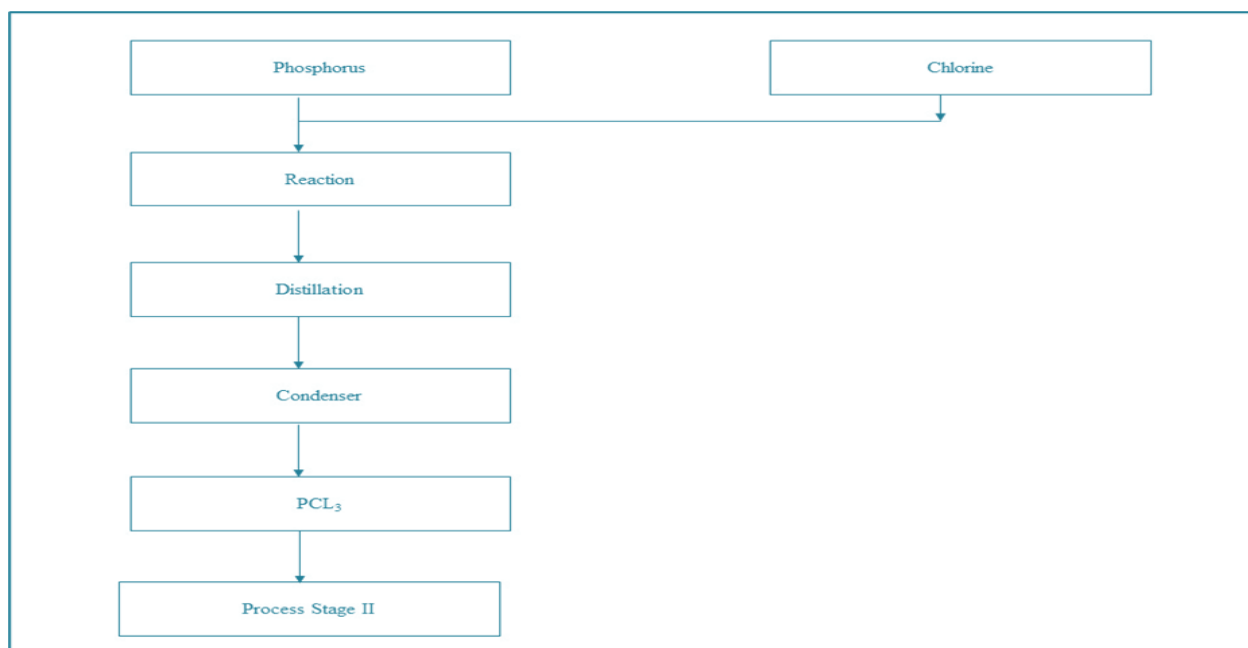 Phosphorus
Chlorine
Reaction
Distillation
Condenser
PCL₃
Process Stage II